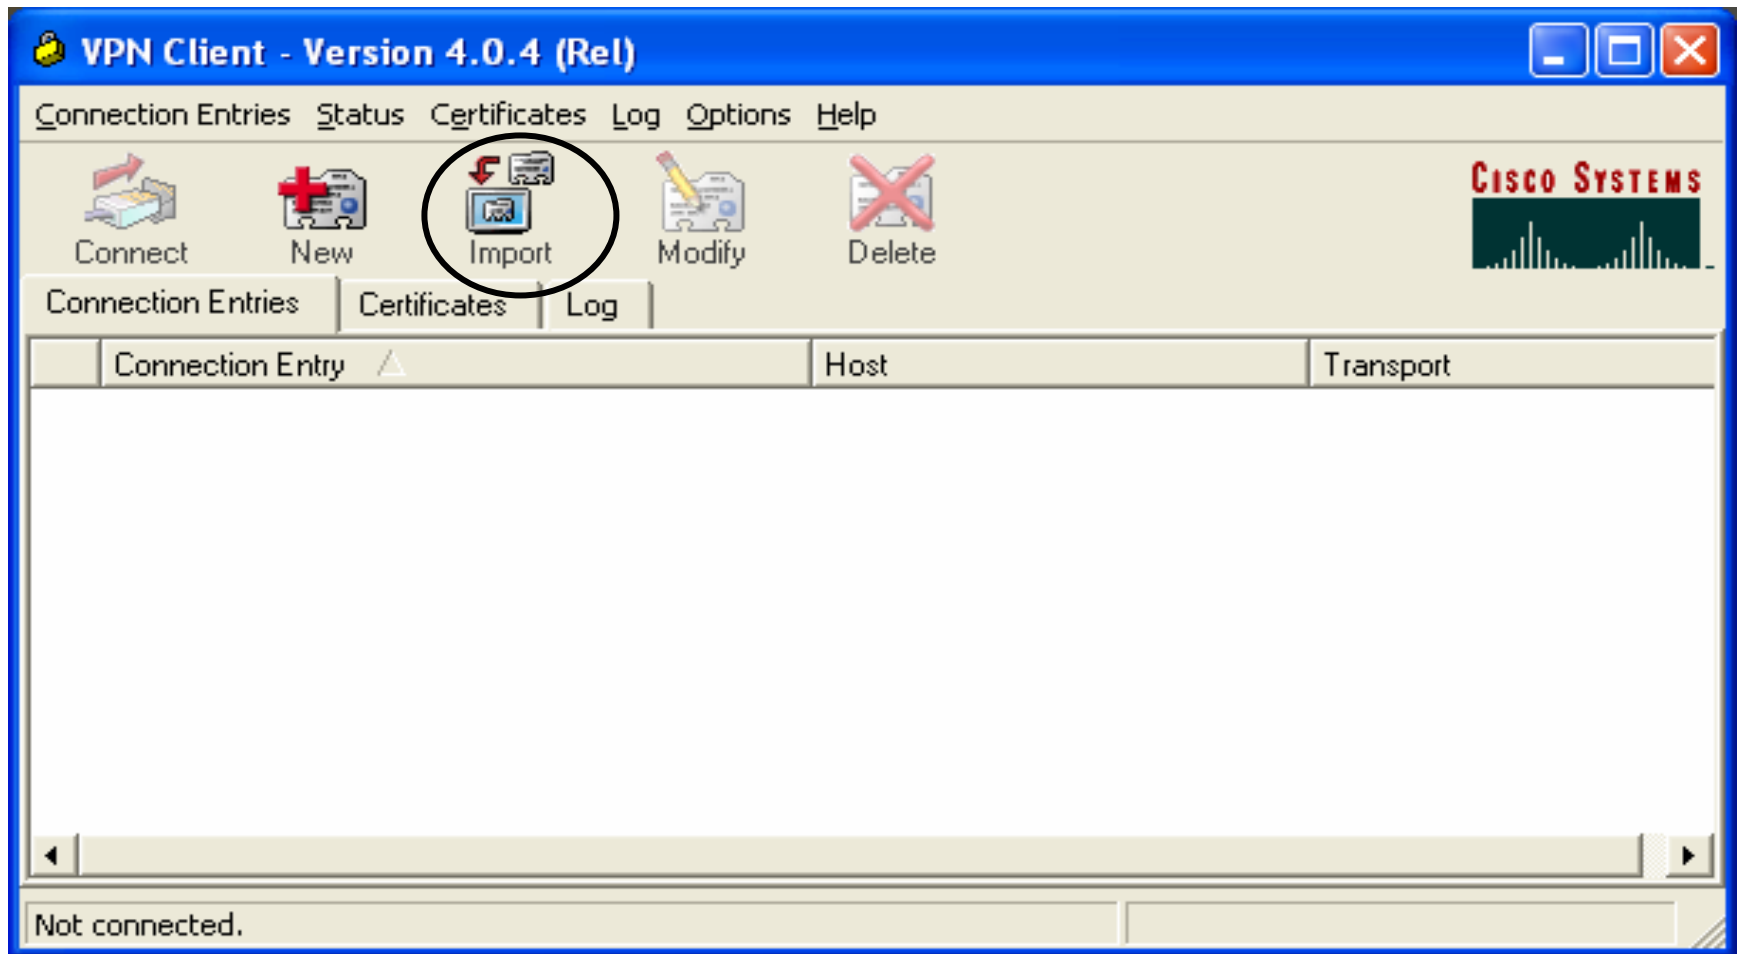 VPN Client - Version 4.0.4 (Rel)
Connection Entries Status Certificates Log Options Help
Connect New Import Modify Delete
CISCO SYSTEMS
Connection Entries Certificates Log
Connection Entry Host Transport
Not connected.